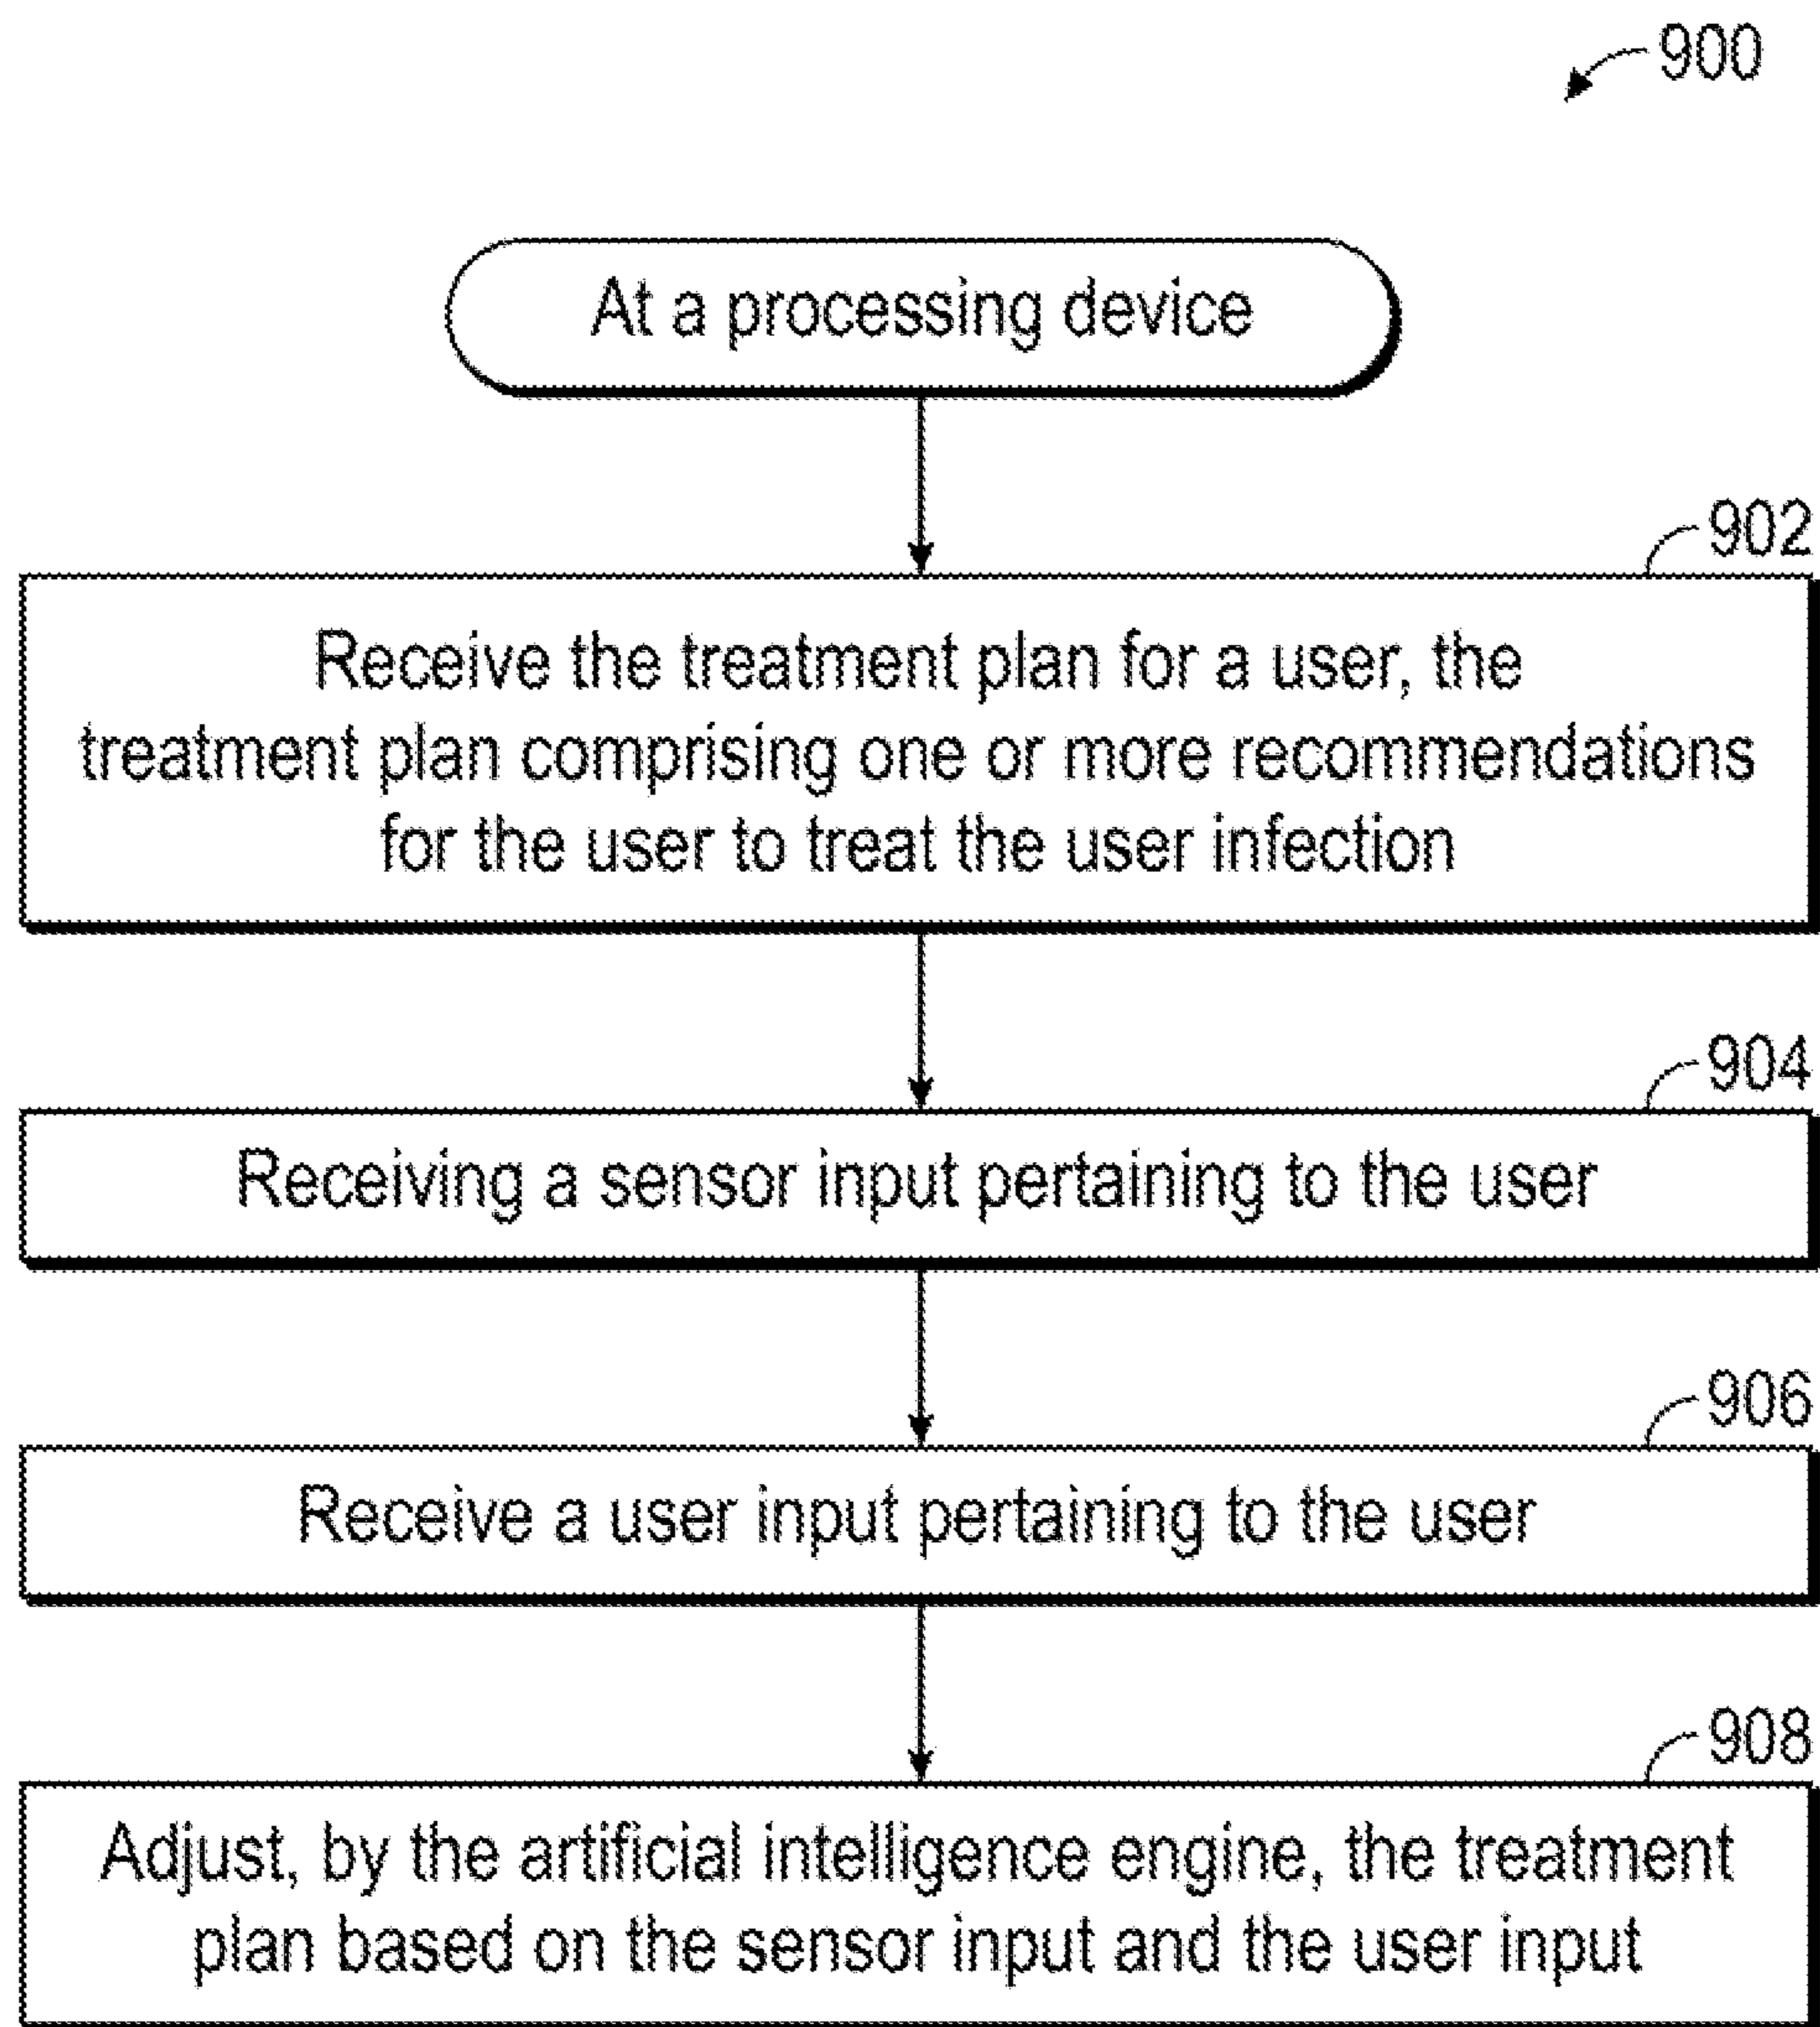 900
At a processing device
902
Receive the treatment plan for a user, the
treatment plan comprising one or more recommendations
for the user to treat the user infection
904
Receiving a sensor input pertaining to the user
906
Receive a user input pertaining to the user
908
Adjust, by the artificial intelligence engine, the treatment
plan based on the sensor input and the user input